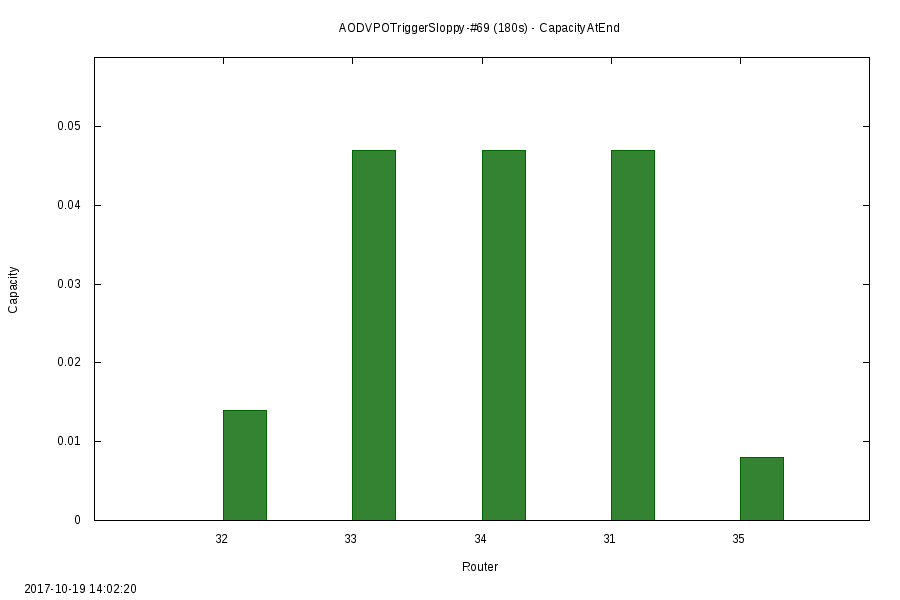 AODVPOTriggerSloppy-#69 (180s) - CapacityAtEnd
0.05
0.04
0.03
0.02
0.01
0
Capacity
32 33 34 31 35
Router
2017-10-19 14:02:20